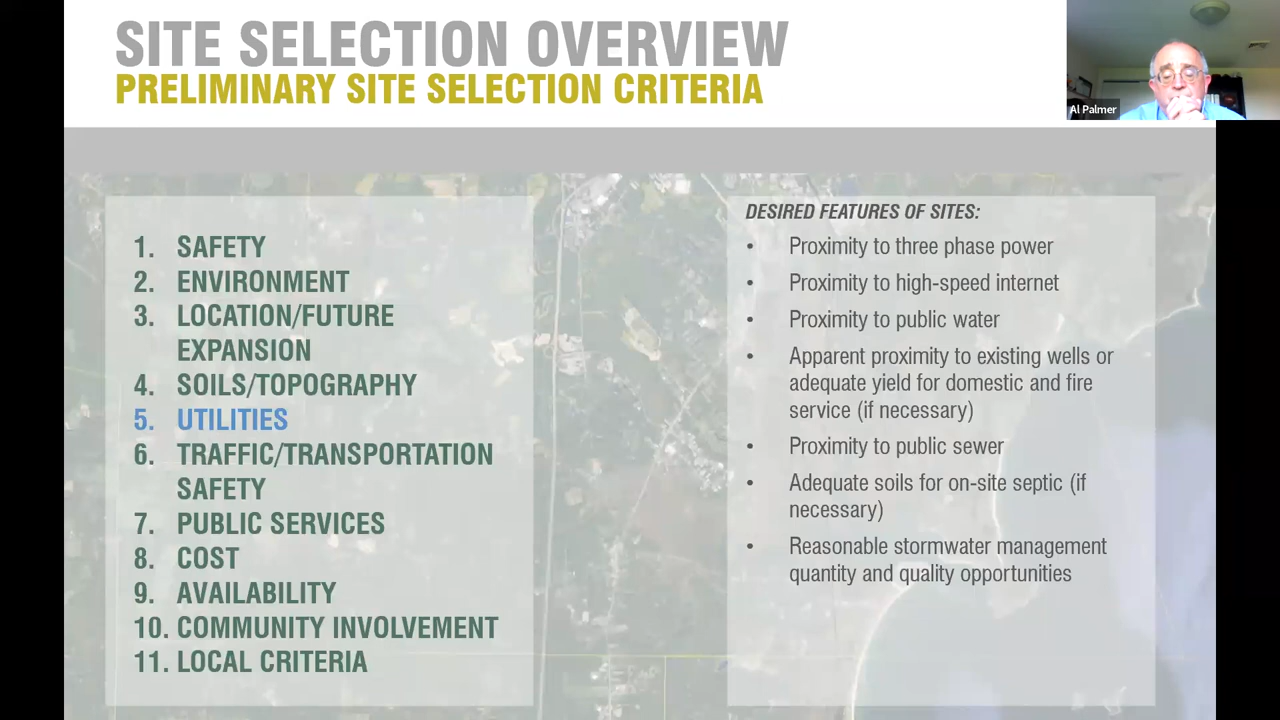 SITE SELECTION OVERVIEW
PRELIMINARY SITE SELECTION CRITERIA
Al Palmer
1. SAFETY
2. ENVIRONMENT
3. LOCATION/FUTURE
EXPANSION
4. SOILS/TOPOGRAPHY
5. UTILITIES
6. TRAFFIC/TRANSPORTATION
SAFETY
7. PUBLIC SERVICES
8. COST
9. AVAILABILITY
10. COMMUNITY INVOLVEMENT
11. LOCAL CRITERIA
DESIRED FEATURES OF SITES:
• Proximity to three phase power
• Proximity to high-speed internet
• Proximity to public water
• Apparent proximity to existing wells or
adequate yield for domestic and fire
service (if necessary)
• Proximity to public sewer
• Adequate soils for on-site septic (if
necessary)
• Reasonable stormwater management
quantity and quality opportunities